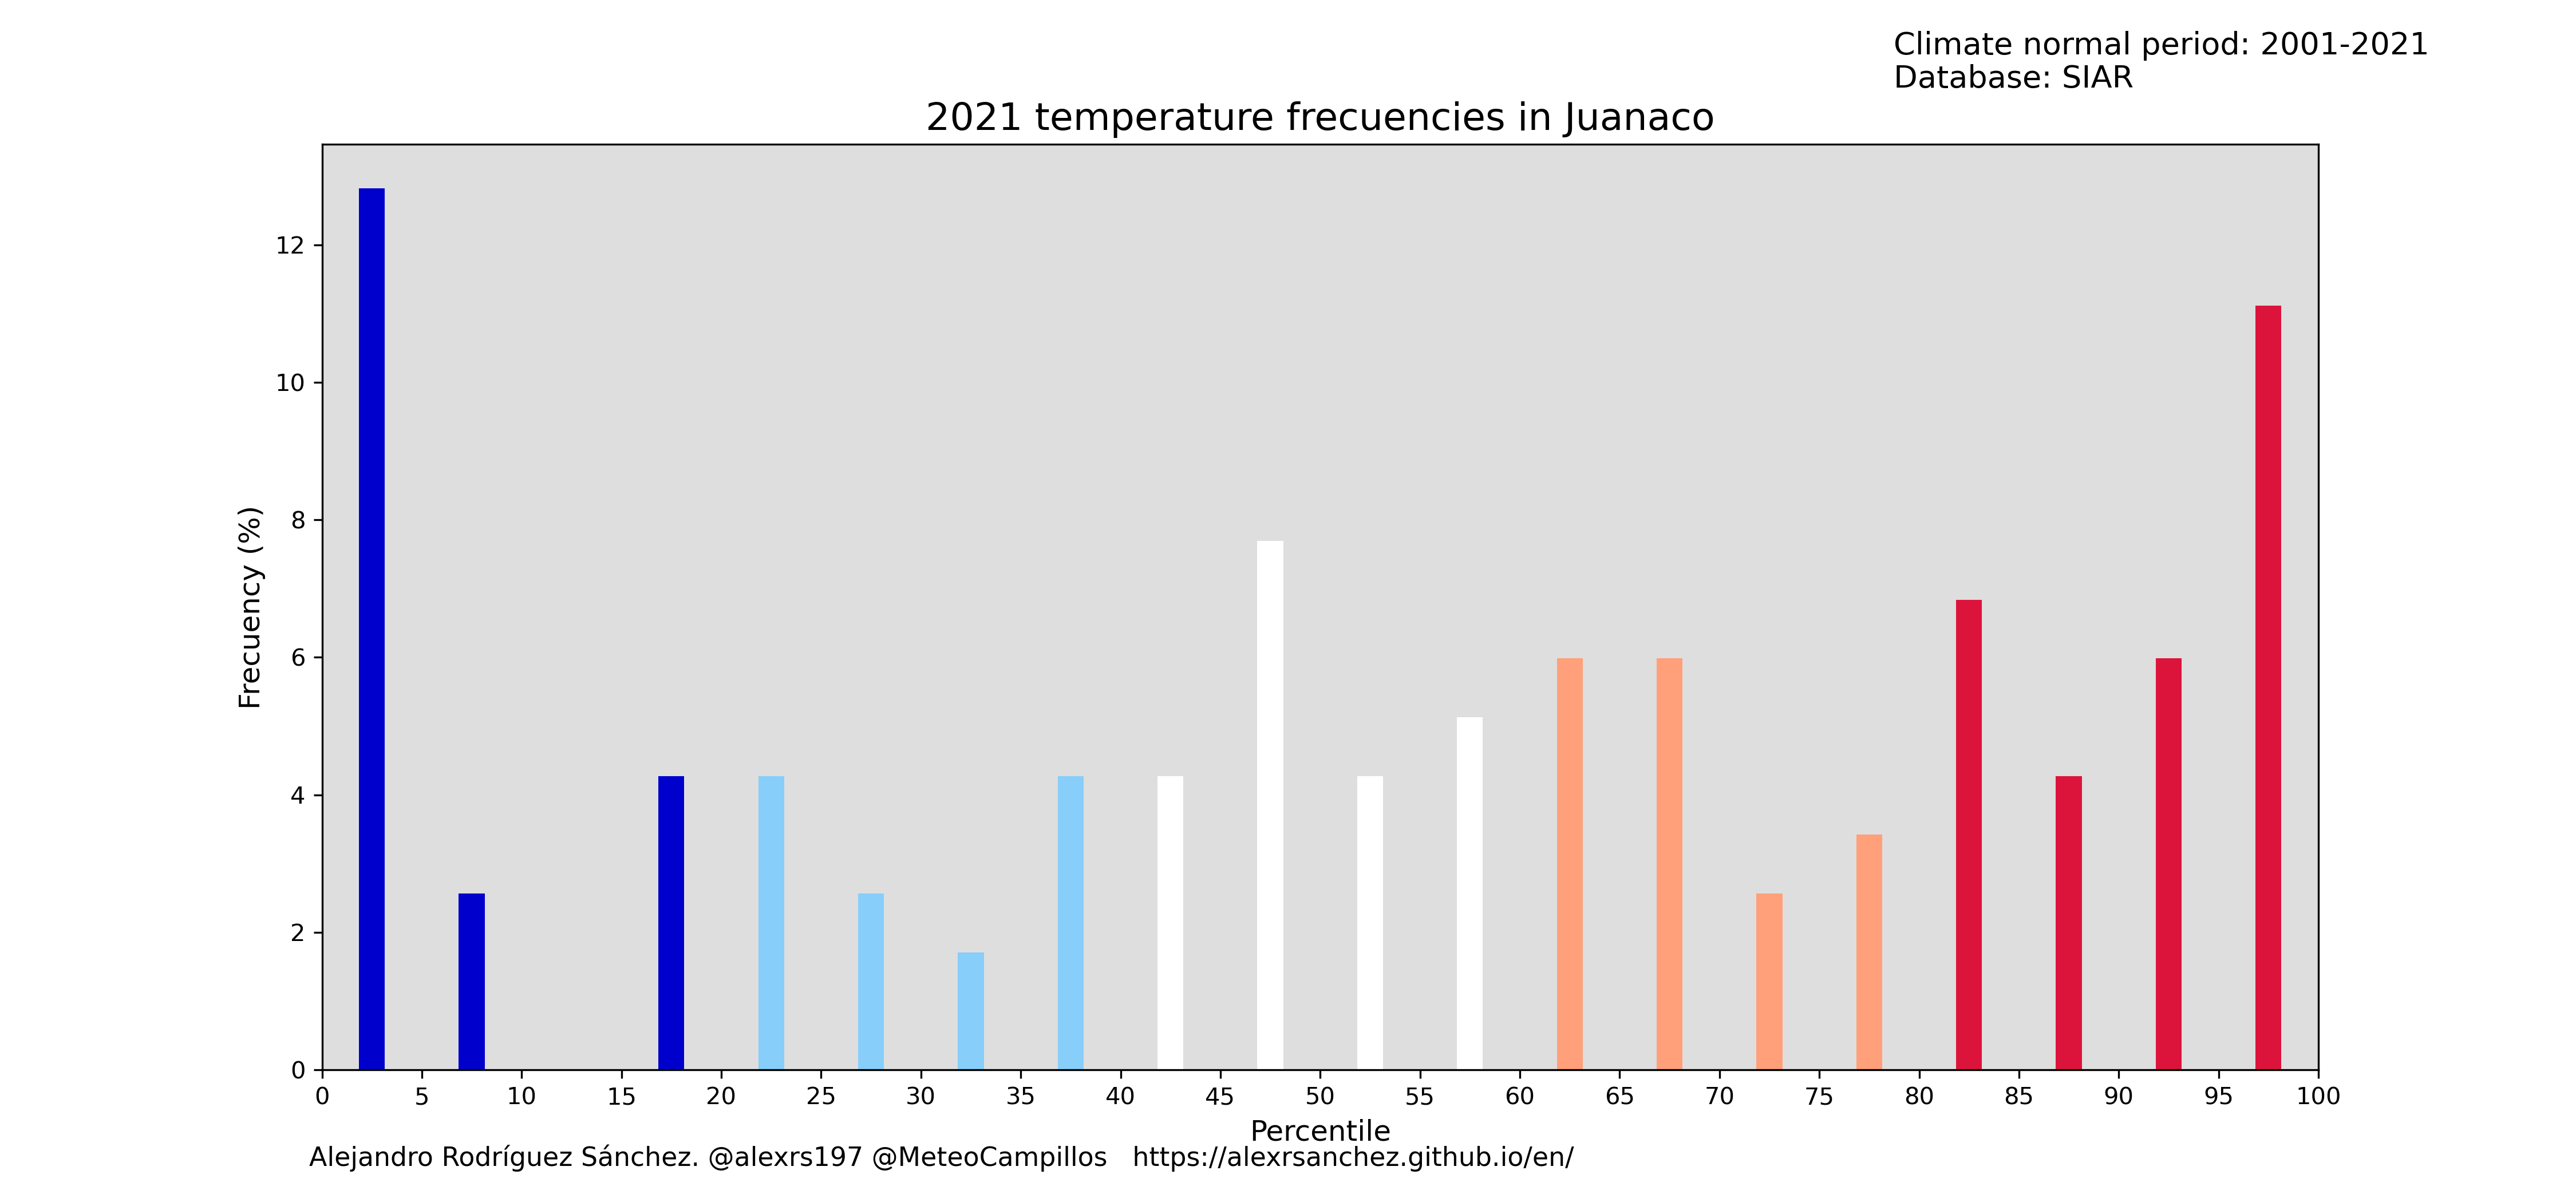 Climate normal period: 2001-2021
Database: SIAR
2021 temperature frecuencies in Juanaco
Frecuency (%)
12
10
8
6
4
2
0
0 5 10 15 20 25 30 35 40 45 50 55 60 65 70 75 80 85 90 95 100
Percentile
Alejandro Rodríguez Sánchez. @alexrs197 @MeteoCampillos https://alexrsanchez.github.io/en/